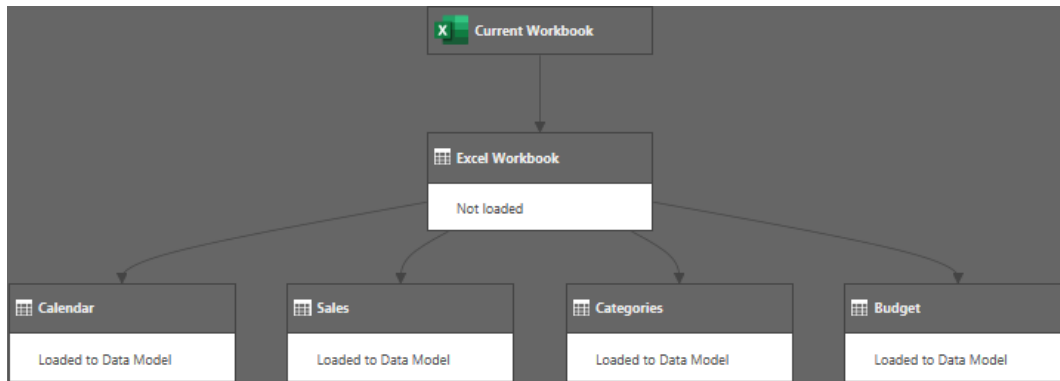 Current Workbook
Excel Workbook
Not loaded
Calendar
Sales
Categories
Budget
Loaded to Data Model
Loaded to Data Model
Loaded to Data Model
Loaded to Data Model